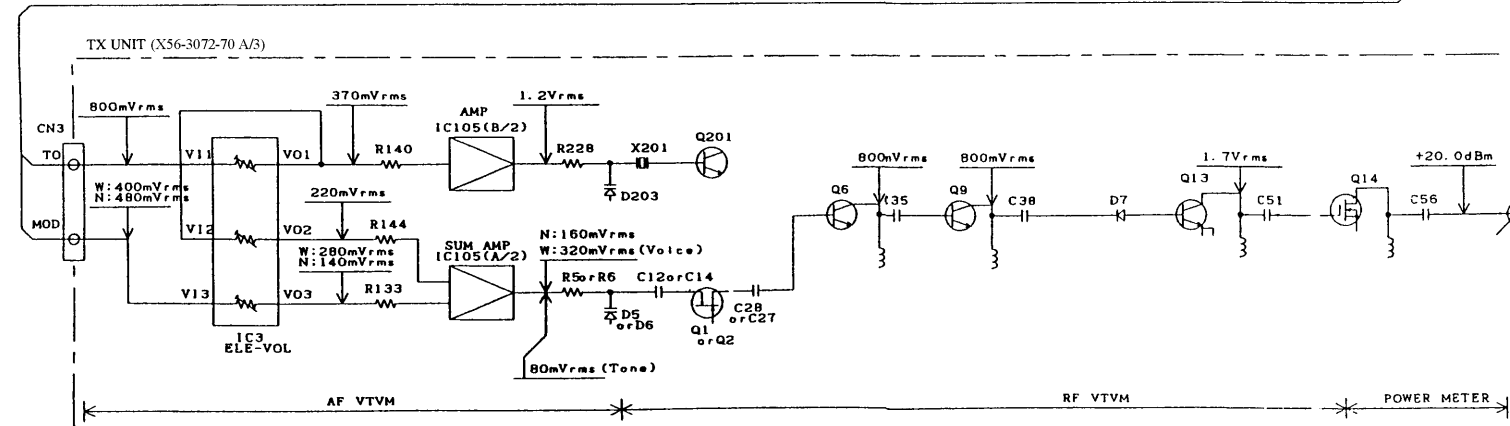 TX UNIT (X56-3072-70 A/3)
CN3
TO
MOD
800mVrms
W:400mVrms
N:480mVrms
VI1
VI2
VI3
VO1
VO2
VO3
IC3
ELE-VOL
370mVrms
220mVrms
W:280mVrms
N:140mVrms
R140
R144
R133
AMP
IC105(B/2)
SUM AMP
IC105(A/2)
1.2Vrms
R228
D203
X201
Q201
N:160mVrms
W:320mVrms(Voice)
R5orR6
D5
orD6
80mVrms(Tone)
C12orC14
Q1
orQ2
C28
orC27
Q6
800mVrms
C35
Q9
800mVrms
C38
D7
Q13
1.7Vrms
C51
Q14
C56
+20.0dBm
AF VTVM
RF VTVM
POWER METER